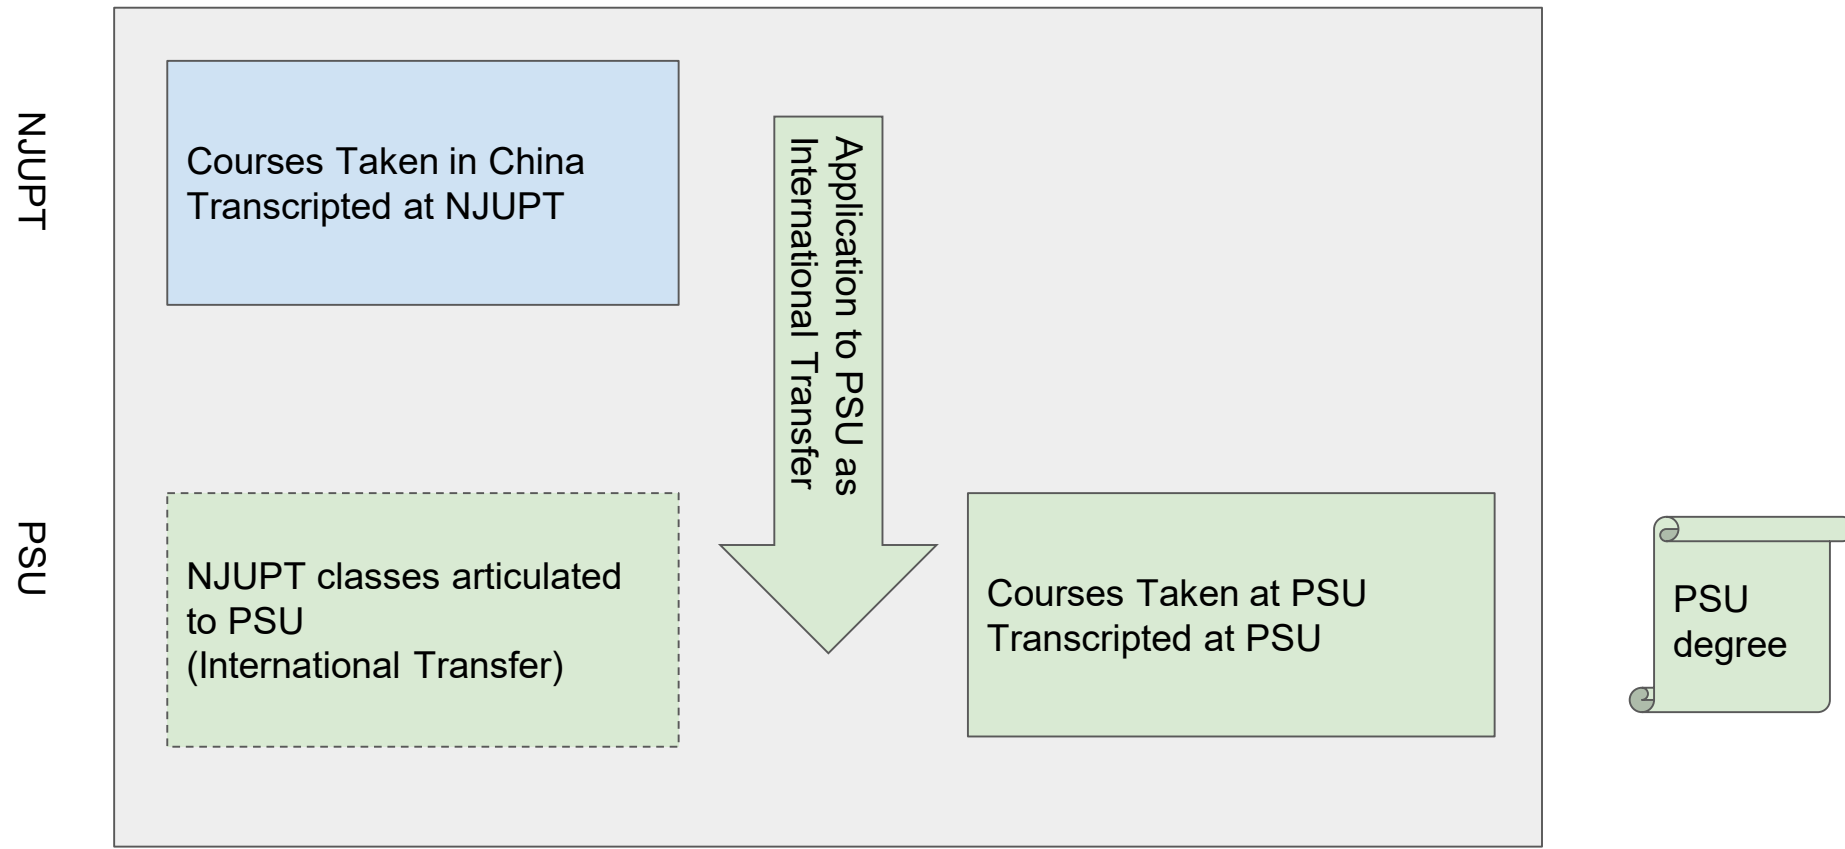 NJUPT
Courses Taken in China
Transcripted at NJUPT
Application to PSU as
International Transfer
PSU
NJUPT classes articulated
to PSU
(International Transfer)
Courses Taken at PSU
Transcripted at PSU
PSU
degree